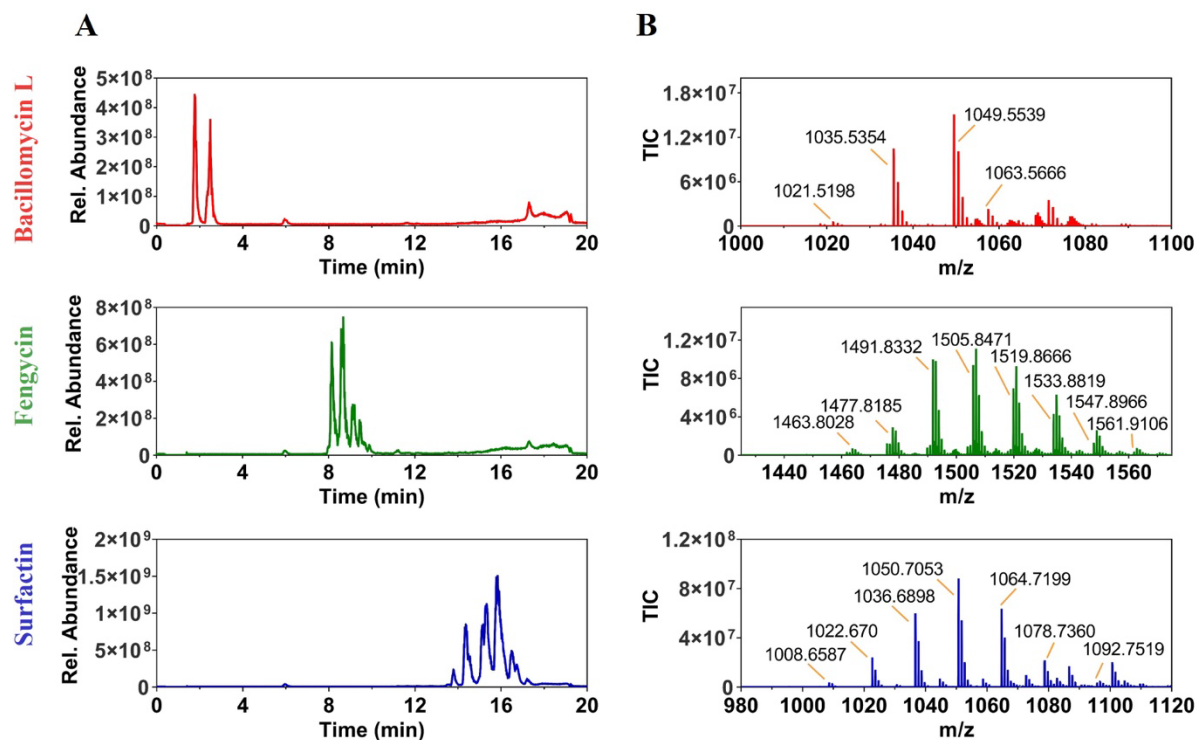 A
B
Bacillomycin L
Rel. Abundance
5×10⁸
4×10⁸
3×10⁸
2×10⁸
1×10⁸
0
0 4 8 12 16 20
Time (min)
TIC
1.8×10⁷
1.2×10⁷
6×10⁶
0
1021.5198
1035.5354
1049.5539
1063.5666
1000 1020 1040 1060 1080 1100
m/z
Fengycin
Rel. Abundance
8×10⁸
6×10⁸
4×10⁸
2×10⁸
0
0 4 8 12 16 20
Time (min)
TIC
1.2×10⁷
8×10⁶
4×10⁶
0
1463.8028
1477.8185
1491.8332
1505.8471
1519.8666
1533.8819
1547.8966
1561.9106
1440 1460 1480 1500 1520 1540 1560
m/z
Surfactin
Rel. Abundance
2×10⁹
1.5×10⁹
1×10⁹
5×10⁸
0
0 4 8 12 16 20
Time (min)
TIC
1.2×10⁸
8×10⁷
4×10⁷
0
1008.6587
1022.670
1036.6898
1050.7053
1064.7199
1078.7360
1092.7519
980 1000 1020 1040 1060 1080 1100 1120
m/z